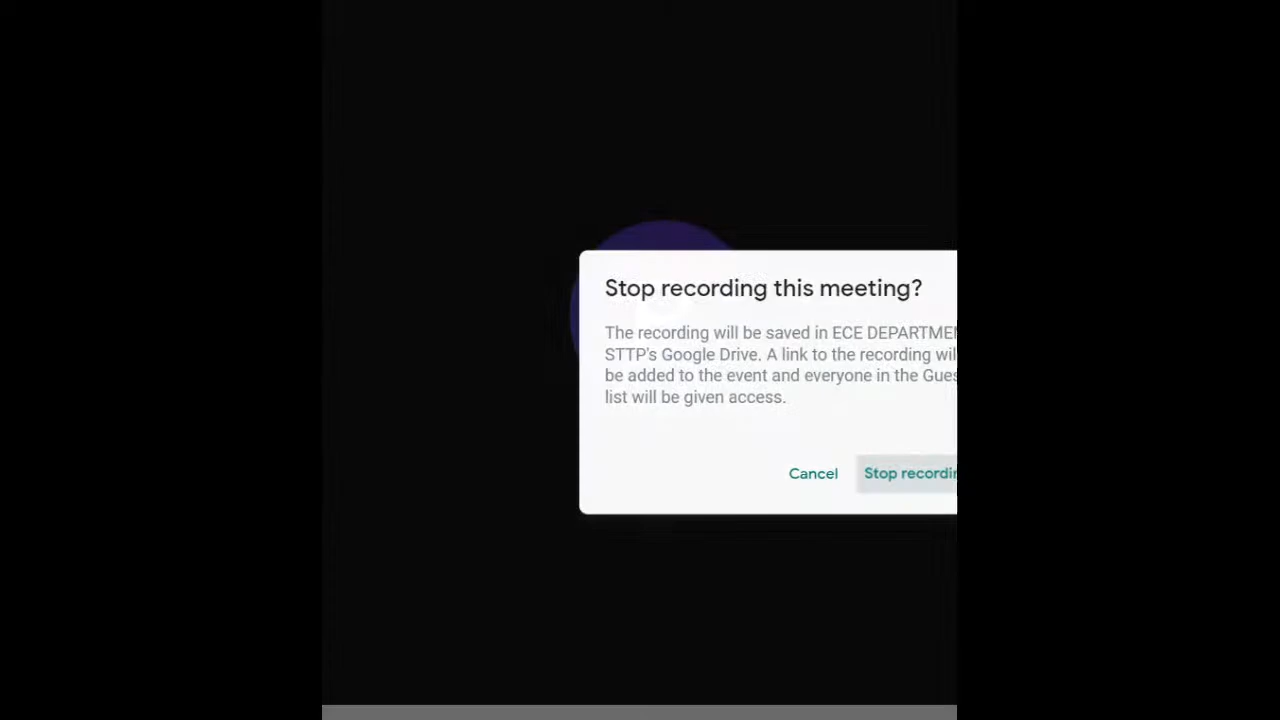 Stop recording this meeting?
The recording will be saved in ECE
STTP's Google Drive. A link to the recording
be added to the event and everyone in the
list will be given access.
Cancel Stop